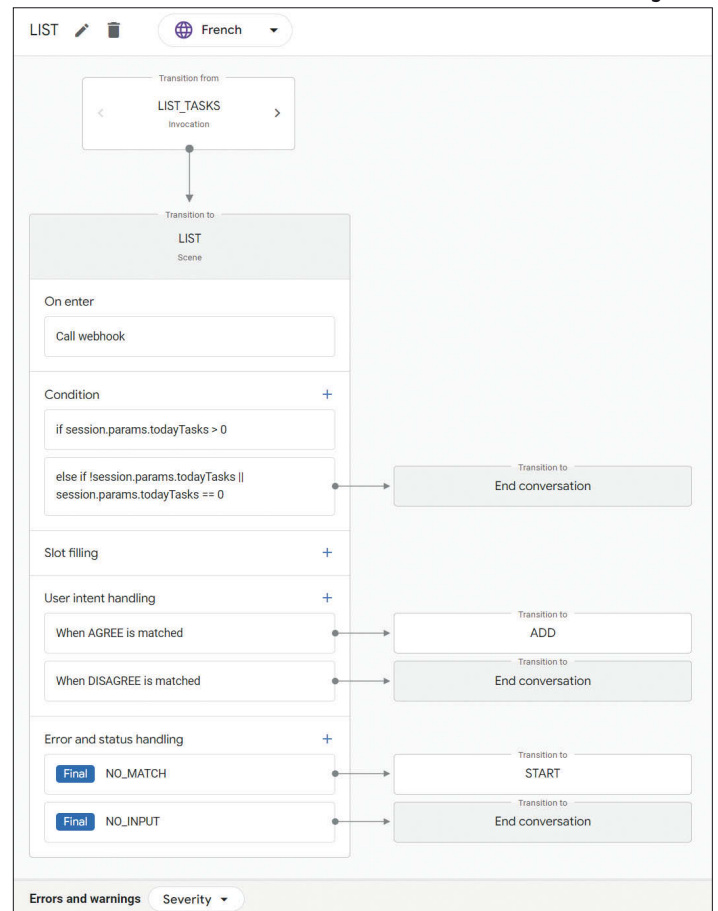 LIST
French
Transition from
LIST_TASKS
Invocation
Transition to
LIST
Scene
On enter
Call webhook
Condition +
if session.params.todayTasks > 0
else if !session.params.todayTasks ||
session.params.todayTasks == 0
Transition to
End conversation
Slot filling +
User intent handling +
When AGREE is matched
Transition to
ADD
When DISAGREE is matched
Transition to
End conversation
Error and status handling +
Final NO_MATCH
Transition to
START
Final NO_INPUT
Transition to
End conversation
Errors and warnings Severity